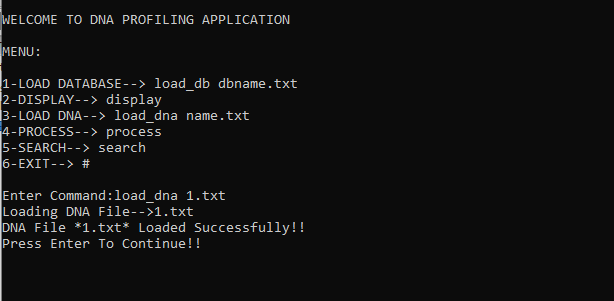 WELCOME TO DNA PROFILING APPLICATION
MENU:
1-LOAD DATABASE--> load_db dbname.txt
2-DISPLAY--> display
3-LOAD DNA--> load_dna name.txt
4-PROCESS--> process
5-SEARCH--> search
6-EXIT--> #
Enter Command:load_dna 1.txt
Loading DNA File-->1.txt
DNA File *1.txt* Loaded Successfully!!
Press Enter To Continue!!